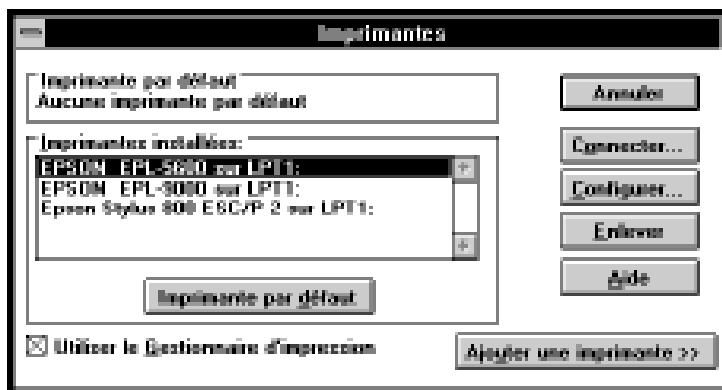 Imprimantes
Imprimante par défaut
Aucune imprimante par défaut
Annuler
Imprimantes installées:
EPSON EPL-5600 sur LPT1:
EPSON EPL-9000 sur LPT1:
Epson Stylus 800 ESC/P 2 sur LPT1:
Connecter...
Configurer...
Enlever
Aide
Imprimante par défaut
Utiliser le Gestionnaire d'impression
Ajouter une imprimante >>